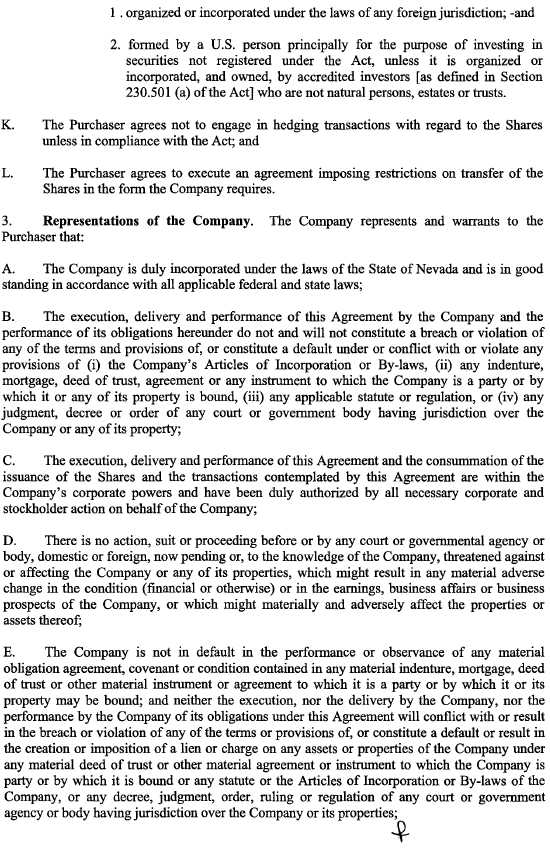 1 . organized or incorporated under the laws of any foreign jurisdiction; -and
2. formed by a U.S. person principally for the purpose of investing in
securities not registered under the Act, unless it is organized or
incorporated, and owned, by accredited investors [as defined in Section
230.501 (a) of the Act] who are not natural persons, estates or trusts.
K. The Purchaser agrees not to engage in hedging transactions with regard to the Shares
unless in compliance with the Act; and
L. The Purchaser agrees to execute an agreement imposing restrictions on transfer of the
Shares in the form the Company requires.
3. Representations of the Company. The Company represents and warrants to the
Purchaser that:
A. The Company is duly incorporated under the laws of the State of Nevada and is in good
standing in accordance with all applicable federal and state laws;
B. The execution, delivery and performance of this Agreement by the Company and the
performance of its obligations hereunder do not and will not constitute a breach or violation of
any of the terms and provisions of, or constitute a default under or conflict with or violate any
provisions of (i) the Company's Articles of Incorporation or By-laws, (ii) any indenture,
mortgage, deed of trust, agreement or any instrument to which the Company is a party or by
which it or any of its property is bound, (iii) any applicable statute or regulation, or (iv) any
judgment, decree or order of any court or government body having jurisdiction over the
Company or any of its property;
C. The execution, delivery and performance of this Agreement and the consummation of the
issuance of the Shares and the transactions contemplated by this Agreement are within the
Company's corporate powers and have been duly authorized by all necessary corporate and
stockholder action on behalf of the Company;
D. There is no action, suit or proceeding before or by any court or governmental agency or
body, domestic or foreign, now pending or, to the knowledge of the Company, threatened against
or affecting the Company or any of its properties, which might result in any material adverse
change in the condition (financial or otherwise) or in the earnings, business affairs or business
prospects of the Company, or which might materially and adversely affect the properties or
assets thereof;
E. The Company is not in default in the performance or observance of any material
obligation agreement, covenant or condition contained in any material indenture, mortgage, deed
of trust or other material instrument or agreement to which it is a party or by which it or its
property may be bound; and neither the execution, nor the delivery by the Company, nor the
performance by the Company of its obligations under this Agreement will conflict with or result
in the breach or violation of any of the terms or provisions of, or constitute a default or result in
the creation or imposition of a lien or charge on any assets or properties of the Company under
any material deed of trust or other material agreement or instrument to which the Company is
party or by which it is bound or any statute or the Articles of Incorporation or By-laws of the
Company, or any decree, judgment, order, ruling or regulation of any court or government
agency or body having jurisdiction over the Company or its properties;